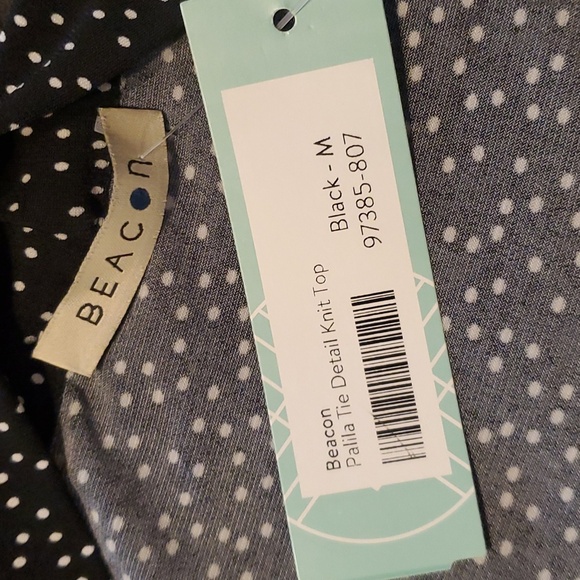 BEACON
Beacon
Palila Tie Detail Knit Top
Black - M
97385-807